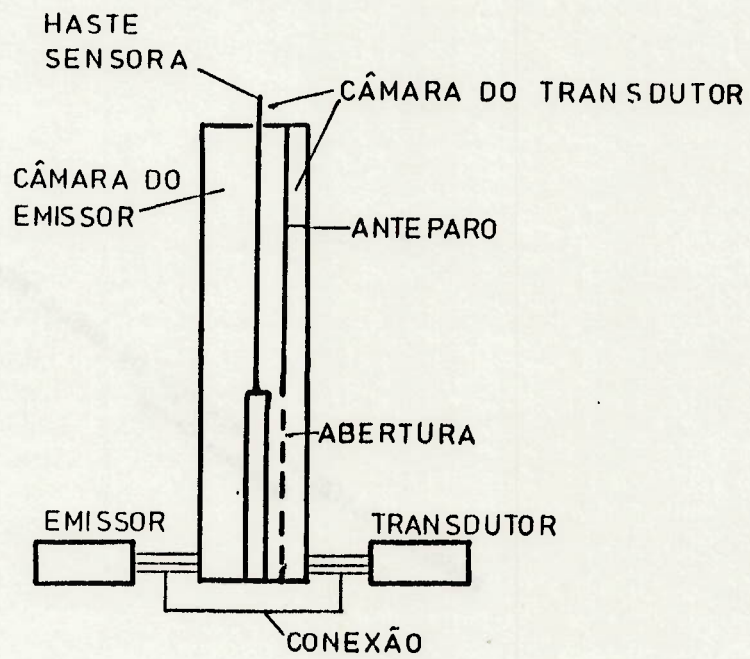 HASTE
SENSORA
CÂMARA DO TRANSDUTOR
CÂMARA DO
EMISSOR
ANTEPARO
ABERTURA
EMISSOR
TRANSDUTOR
CONEXÃO